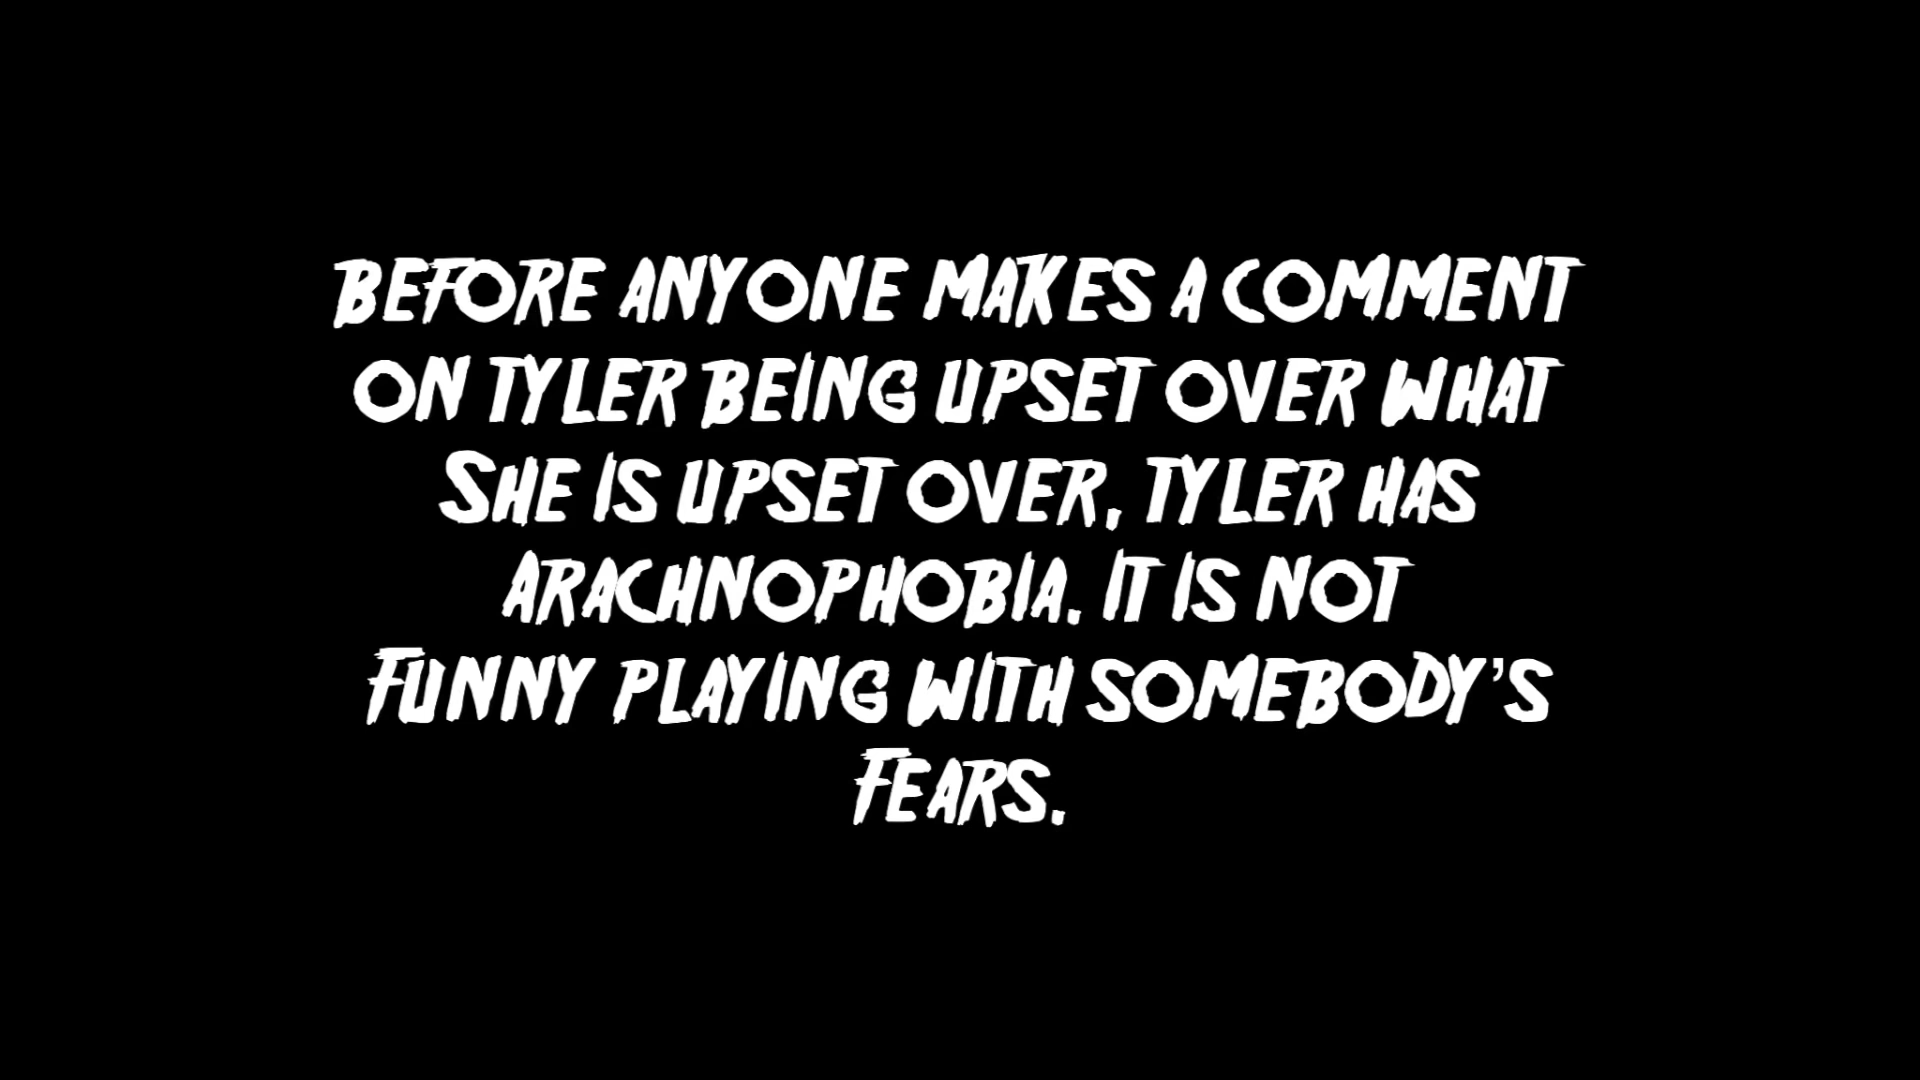 BEFORE ANYONE MAKES A COMMENT
ON TYLER BEING UPSET OVER WHAT
SHE IS UPSET OVER, TYLER HAS
ARACHNOPHOBIA. IT IS NOT
FUNNY PLAYING WITH SOMEBODY'S
FEARS.